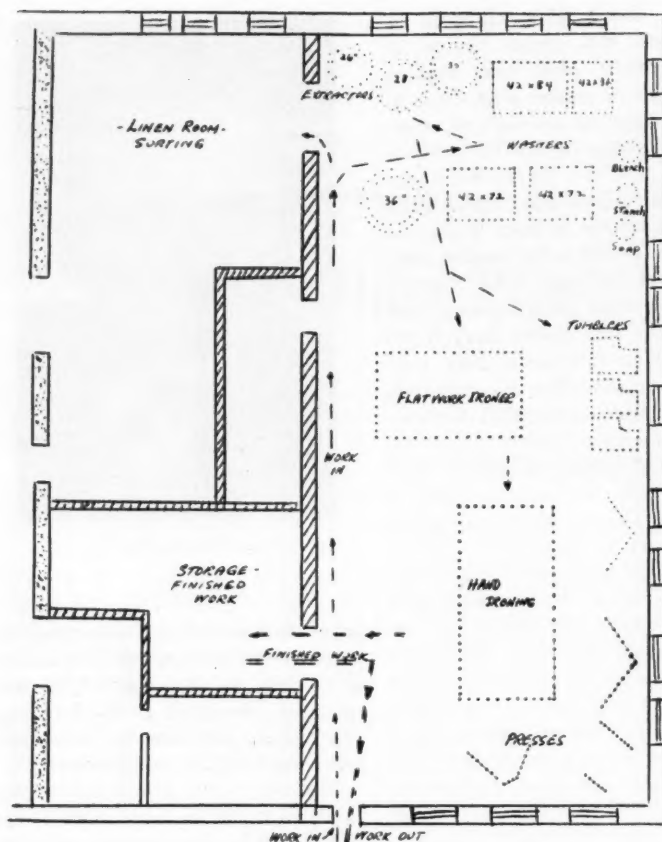 26"
28"
30"
42 x 84
42 x 36
EXTRACTORS
- LINEN ROOM -
SORTING
WASHERS
BLEACH
STARCH
SOAP
36"
42 x 72
42 x 72
TUMBLERS
FLATWORK IRONER
WORK
IN
HAND
IRONING
STORAGE -
FINISHED
WORK
FINISHED WORK
PRESSES
WORK IN
WORK OUT